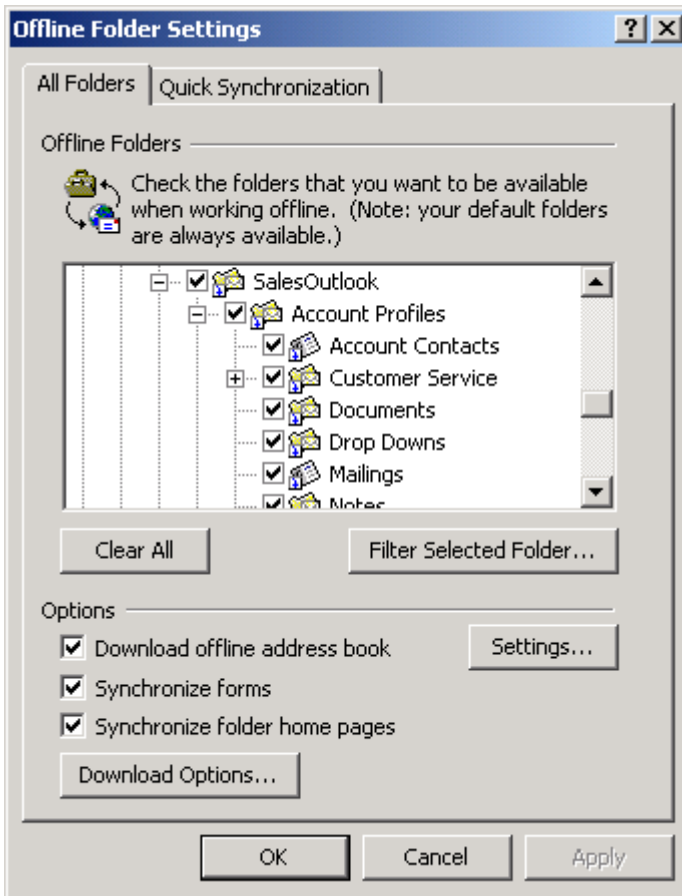 Offline Folder Settings
All Folders
Quick Synchronization
Offline Folders
Check the folders that you want to be available
when working offline. (Note: your default folders
are always available.)
SalesOutlook
Account Profiles
Account Contacts
Customer Service
Documents
Drop Downs
Mailings
Notes
Clear All
Filter Selected Folder...
Options
Download offline address book
Settings...
Synchronize forms
Synchronize folder home pages
Download Options...
OK
Cancel
Apply